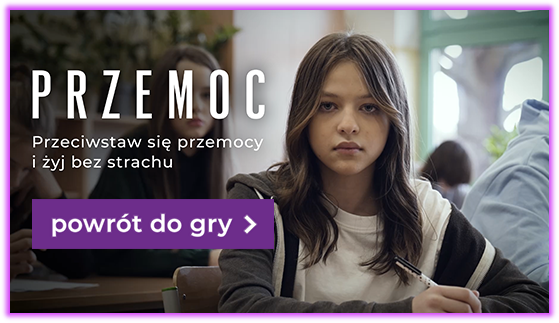 PRZEMOC
Przeciwstaw się przemocy
i żyj bez strachu
powrót do gry